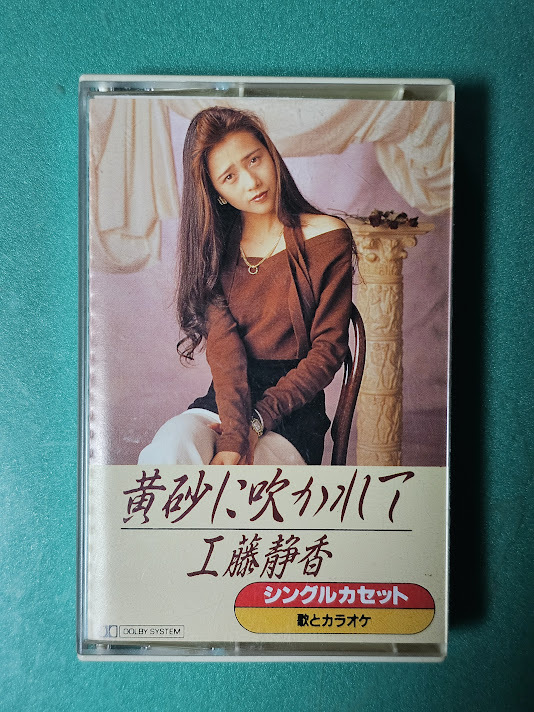 黄砂に吹かれて
工藤静香
シングルカセット
歌とカラオケ
DOLBY SYSTEM